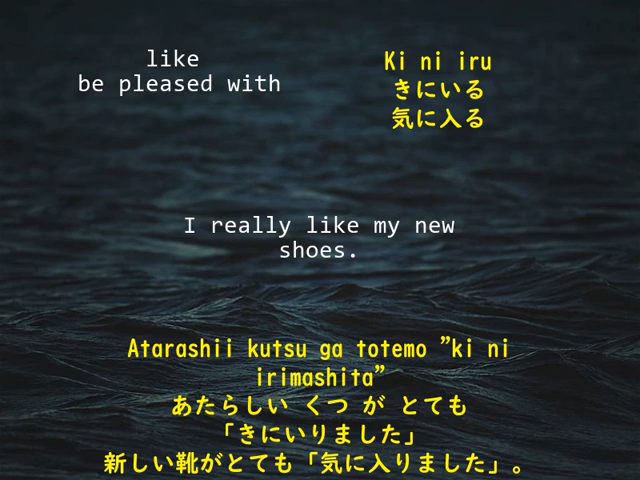 like
be pleased with
Ki ni iru
きにいる
気に入る
I really like my new
shoes.
Atarashii kutsu ga totemo ”ki ni
irimashita”
あたらしい くつ が とても
「きにいりました」
新しい靴がとても「気に入りました」。